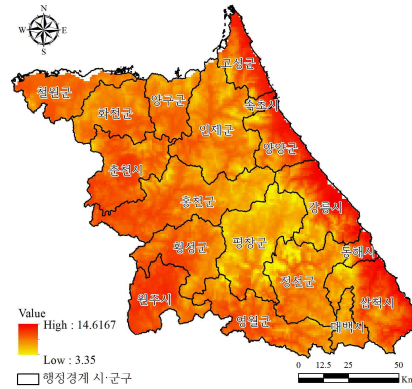 N
W
E
S
고성군
철원군
양구군
화천군
속초시
인제군
양양군
춘천시
홍천군
강릉시
횡성군
평창군
동해시
정선군
원주시
삼척시
영월군
태백시
Value
High : 14.6167
Low : 3.35
행정경계 시·군구
0 12.5 25 50
Km